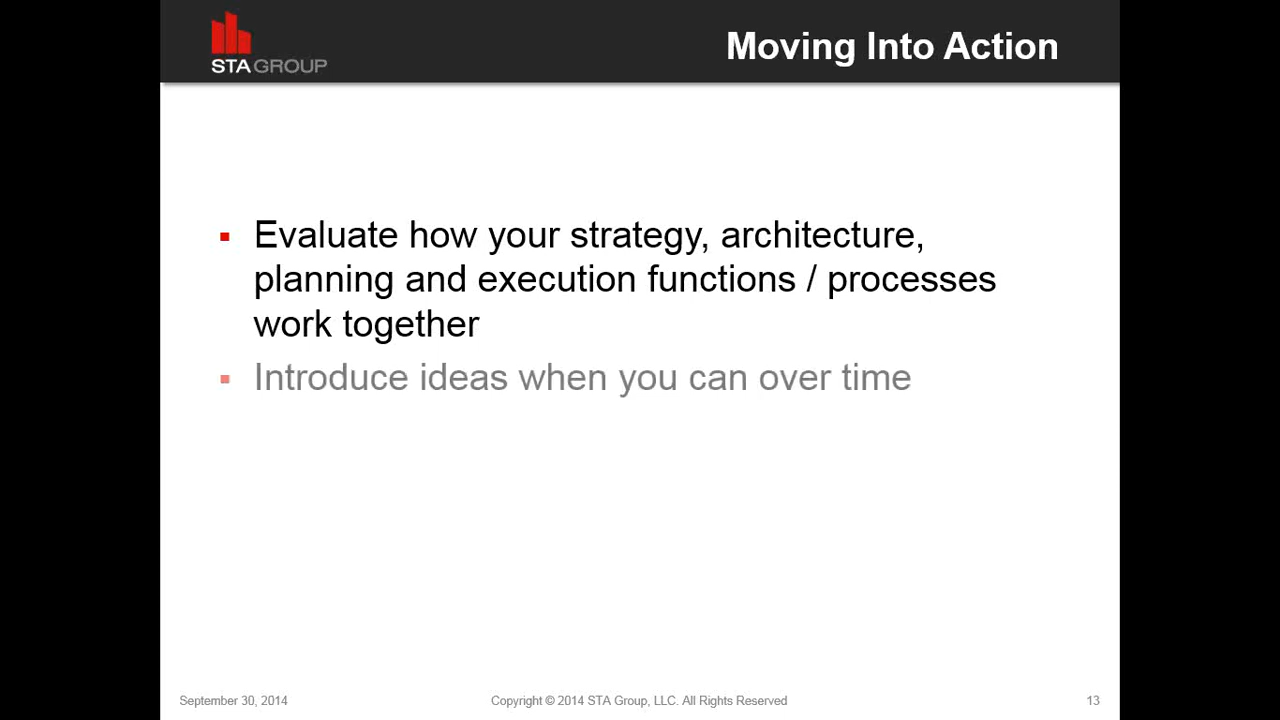 STA GROUP
Moving Into Action
▪ Evaluate how your strategy, architecture,
planning and execution functions / processes
work together
▪ Introduce ideas when you can over time
September 30, 2014
Copyright © 2014 STA Group, LLC. All Rights Reserved
13